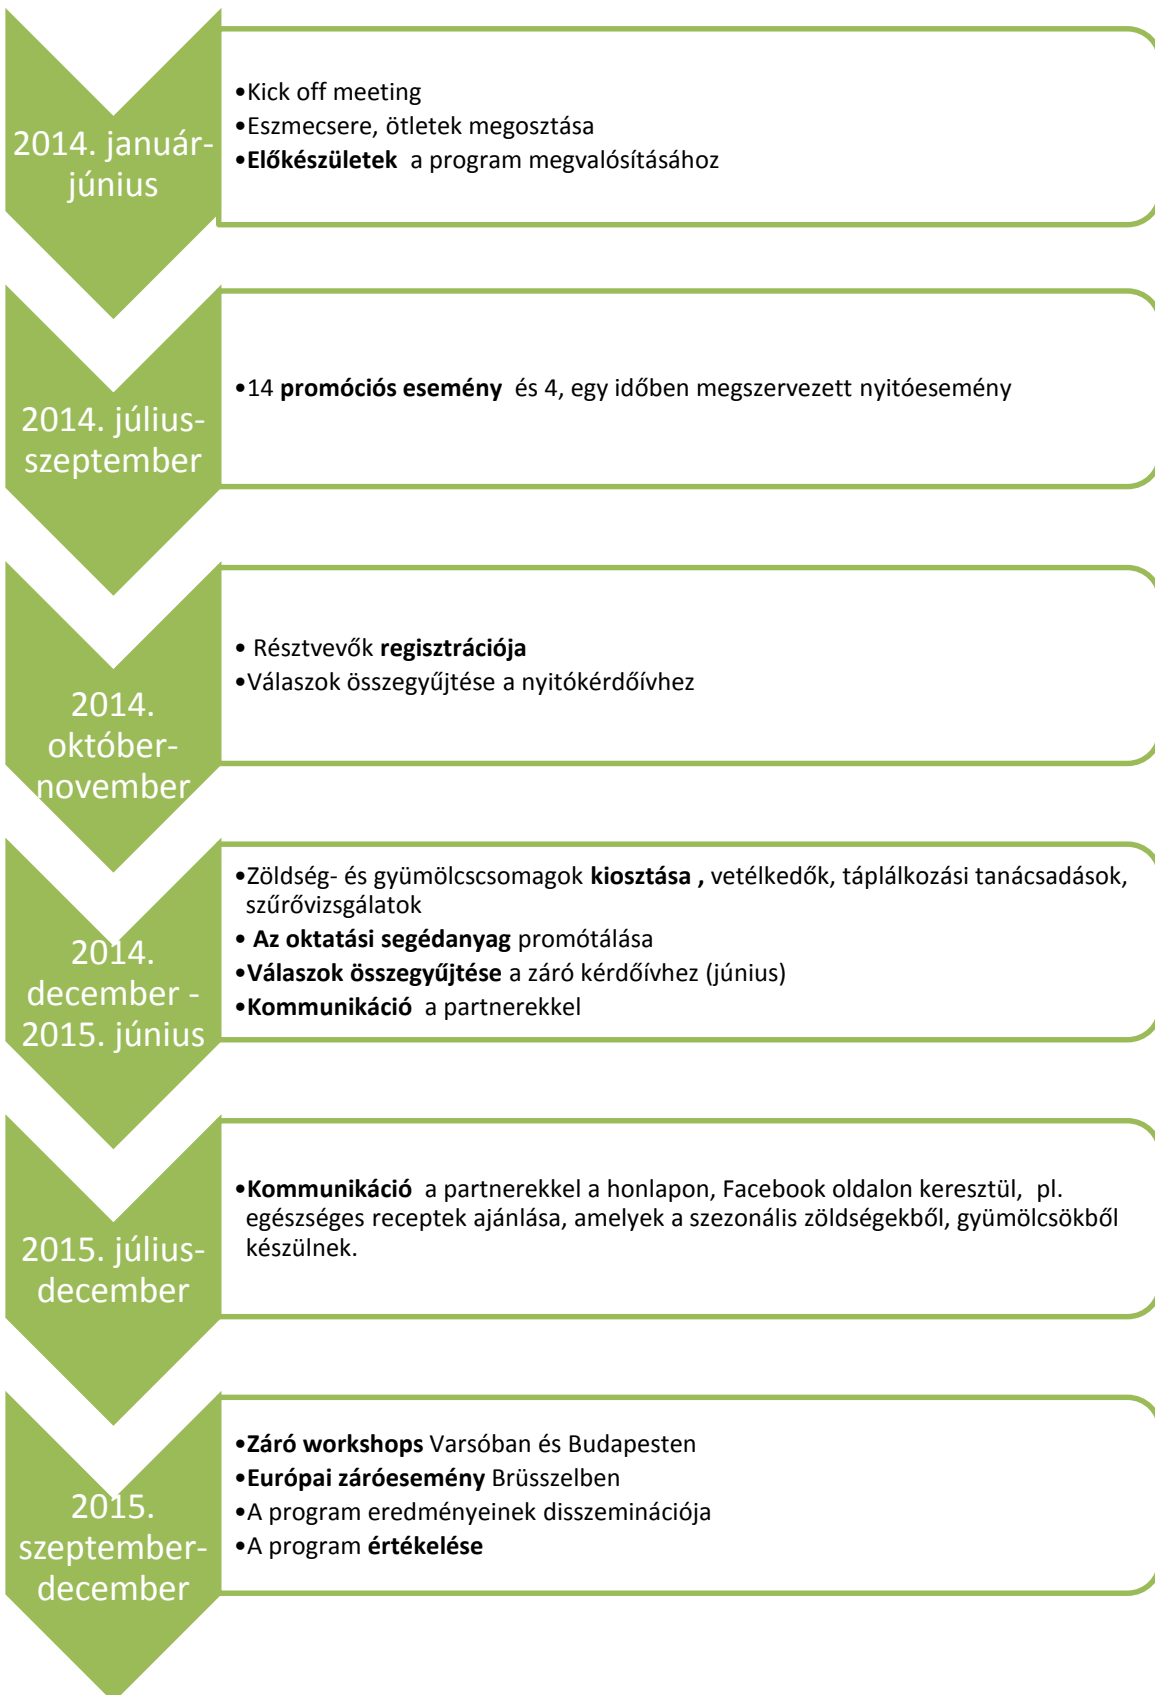 2014. január-
június
•Kick off meeting
•Eszmecsere, ötletek megosztása
•Előkészületek a program megvalósításához
2014. július-
szeptember
•14 promóciós esemény és 4, egy időben megszervezett nyitóesemény
2014.
október-
november
• Résztvevők regisztrációja
•Válaszok összegyűjtése a nyitókérdőívhez
2014.
december -
2015. június
•Zöldség- és gyümölcscsomagok kiosztása , vetélkedők, táplálkozási tanácsadások,
szűrővizsgálatok
• Az oktatási segédanyag promótálása
•Válaszok összegyűjtése a záró kérdőívhez (június)
•Kommunikáció a partnerekkel
2015. július-
december
•Kommunikáció a partnerekkel a honlapon, Facebook oldalon keresztül, pl.
egészséges receptek ajánlása, amelyek a szezonális zöldségekből, gyümölcsökből
készülnek.
2015.
szeptember-
december
•Záró workshops Varsóban és Budapesten
•Európai záróesemény Brüsszelben
•A program eredményeinek disszeminációja
•A program értékelése